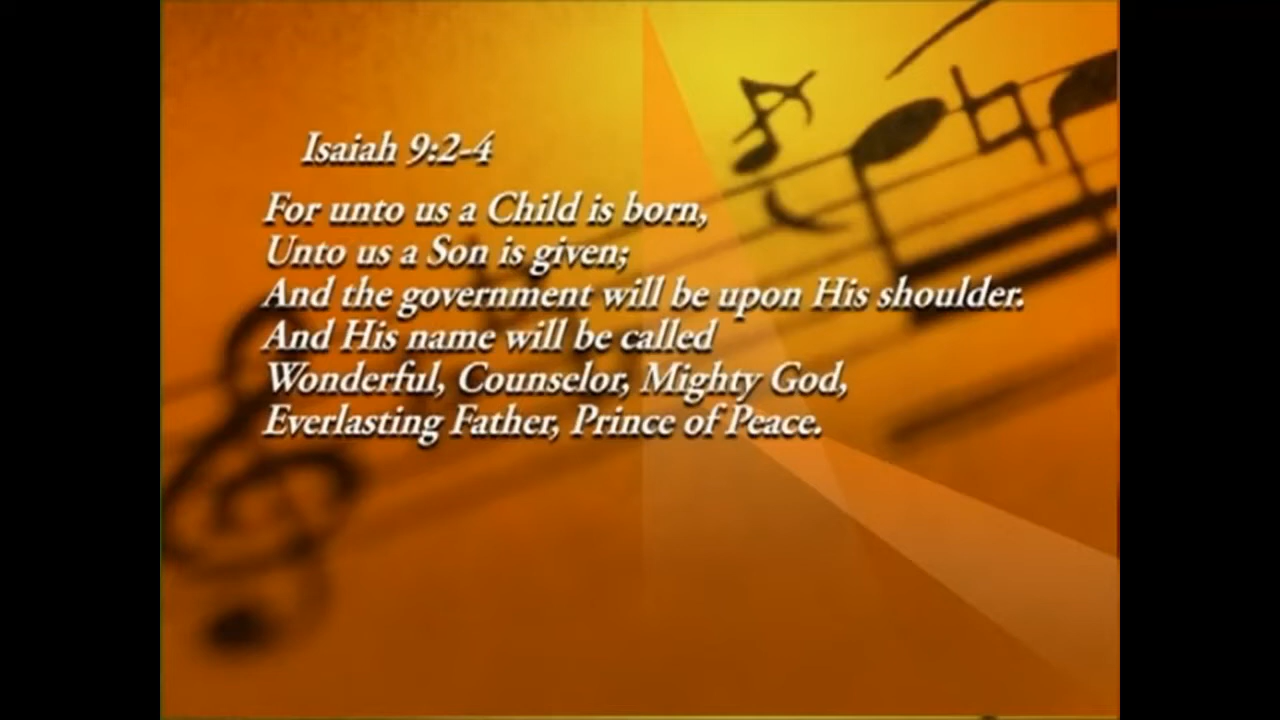 Isaiah 9:2-4
For unto us a Child is born,
Unto us a Son is given;
And the government will be upon His shoulder.
And His name will be called
Wonderful, Counselor, Mighty God,
Everlasting Father, Prince of Peace.